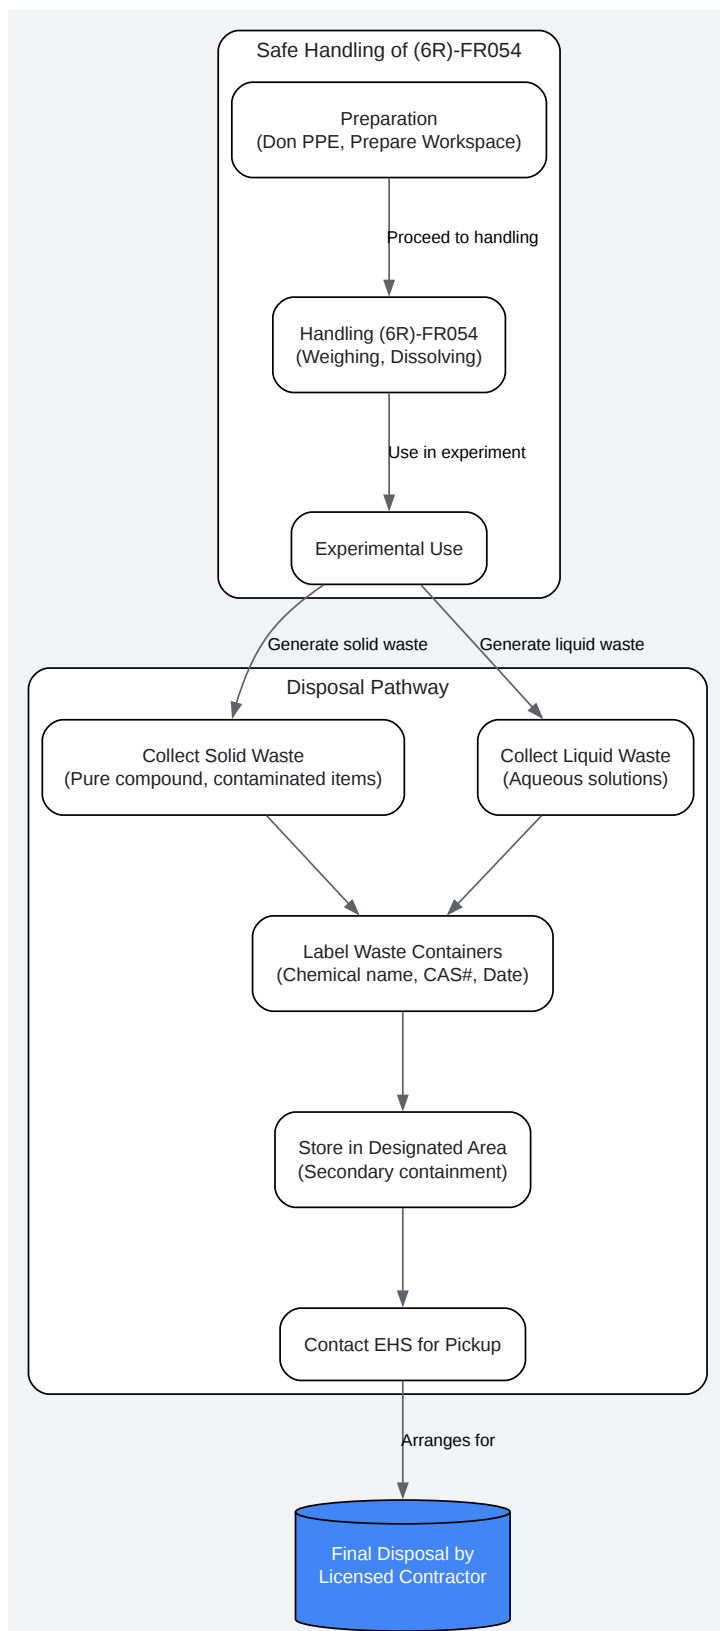 Safe Handling of (6R)-FR054
Preparation
(Don PPE, Prepare Workspace)
Proceed to handling
Handling (6R)-FR054
(Weighing, Dissolving)
Use in experiment
Experimental Use
Generate solid waste
Generate liquid waste
Disposal Pathway
Collect Solid Waste
(Pure compound, contaminated items)
Collect Liquid Waste
(Aqueous solutions)
Label Waste Containers
(Chemical name, CAS#, Date)
Store in Designated Area
(Secondary containment)
Contact EHS for Pickup
Arranges for
Final Disposal by
Licensed Contractor